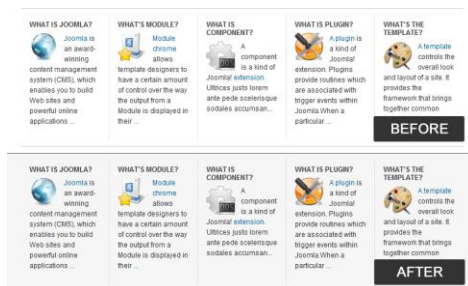 WHAT IS JOOMLA?
Joomla is
an award-
winning
content management
system (CMS), which
enables you to build
Web sites and
powerful online
applications ...
WHAT'S MODULE?
Module
chrome
allows
template designers to
have a certain amount
of control over the way
the output from a
Module is displayed in
their ...
WHAT IS
COMPONENT?
A
component
is a kind of
Joomla! extension.
Ultrices justo lorem
ante pede scelerisque
sodales accumsan...
WHAT IS PLUGIN?
A plugin is
a kind of
Joomla!
extension. Plugins
provide routines which
are associated with
trigger events within
Joomla.When a
particular ...
WHAT'S THE
TEMPLATE?
A template
controls the
overall look
and layout of a site. It
provides the
framework that brings
together common
BEFORE
WHAT IS JOOMLA?
Joomla is
an award-
winning
content management
system (CMS), which
enables you to build
Web sites and
powerful online
applications ...
WHAT'S MODULE?
Module
chrome
allows
template designers to
have a certain amount
of control over the way
the output from a
Module is displayed in
their ...
WHAT IS
COMPONENT?
A
component
is a kind of
Joomla! extension.
Ultrices justo lorem
ante pede scelerisque
sodales accumsan...
WHAT IS PLUGIN?
A plugin is
a kind of
Joomla!
extension. Plugins
provide routines which
are associated with
trigger events within
Joomla.When a
particular ...
WHAT'S THE
TEMPLATE?
A template
controls the
overall look
and layout of a site. It
provides the
framework that brings
together common
AFTER